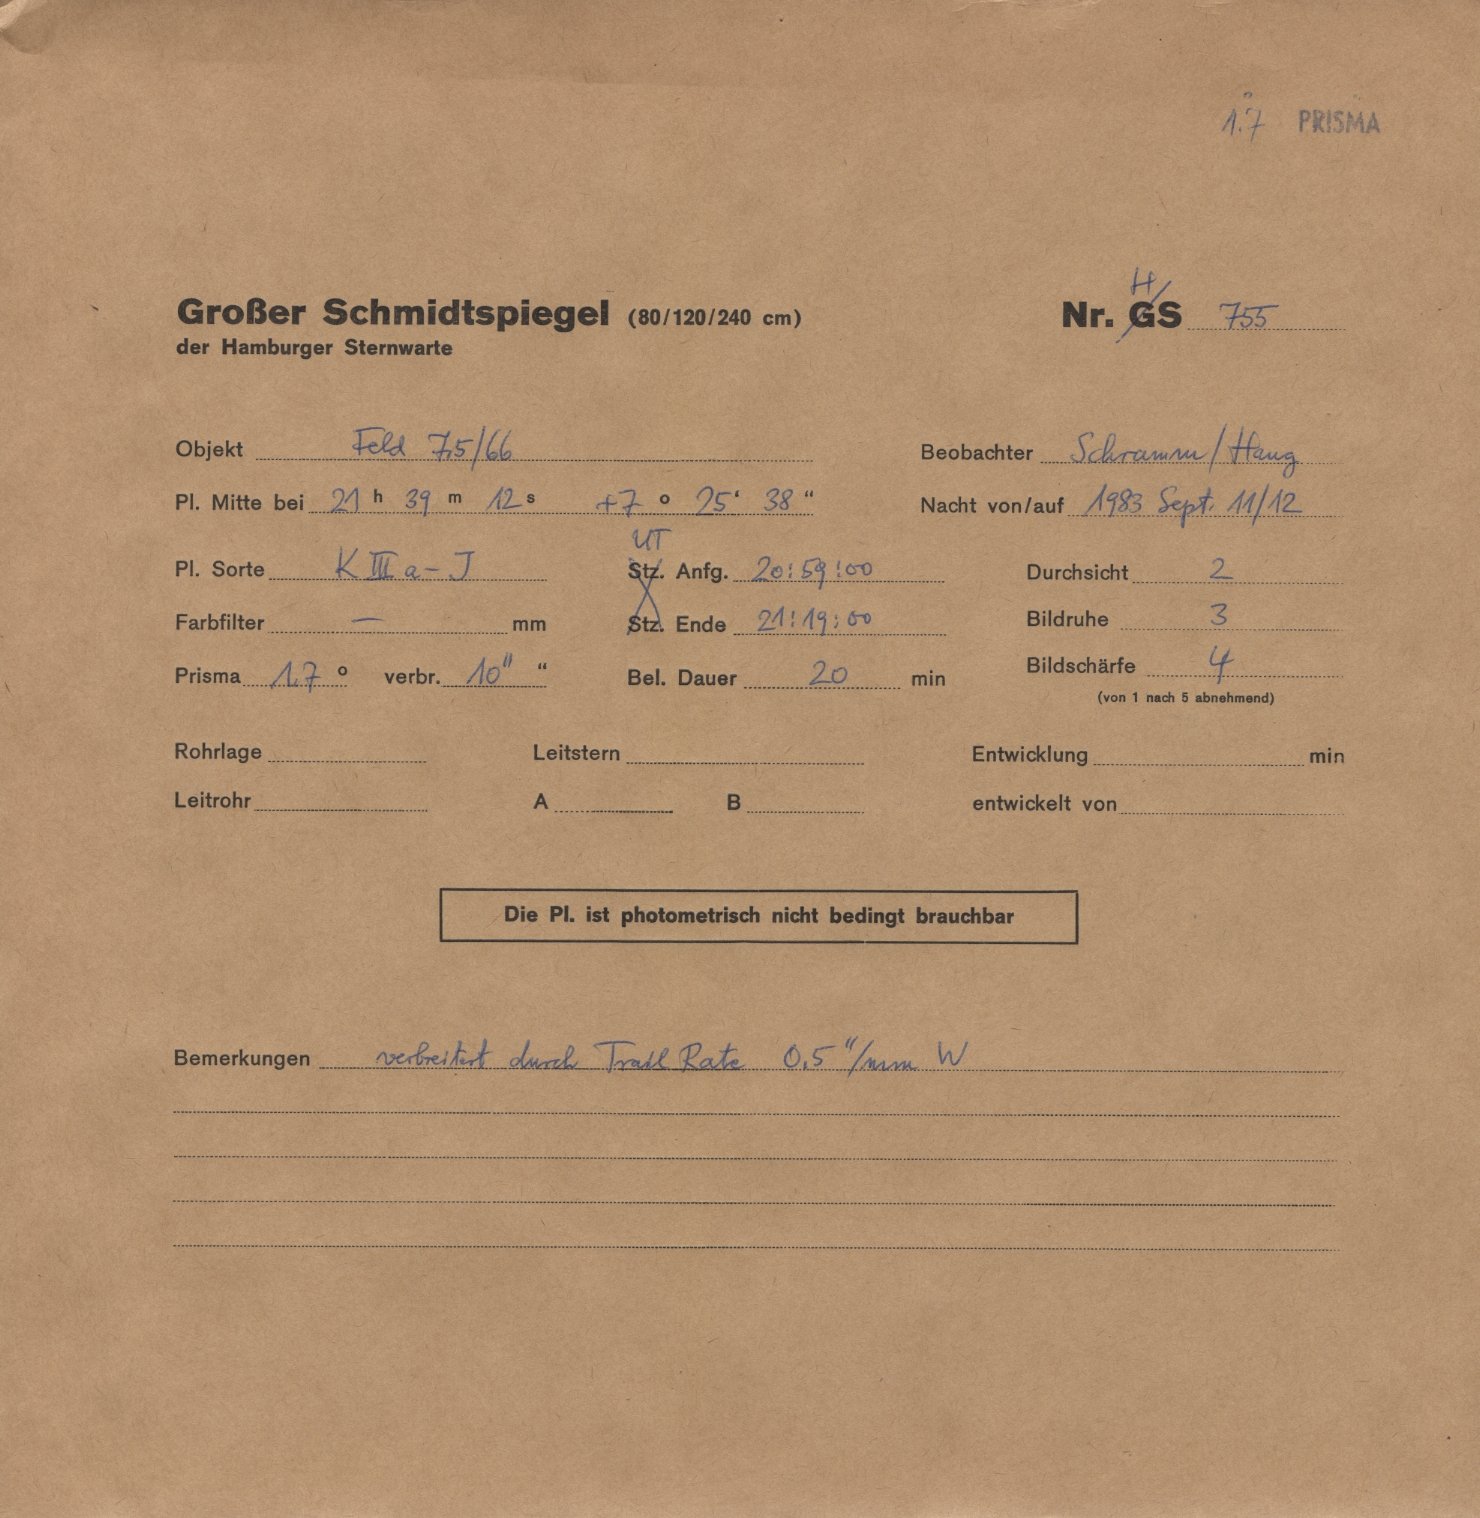 1.°7 PRISMA
Großer Schmidtspiegel (80/120/240 cm) Nr. GS H 755
der Hamburger Sternwarte
Objekt Feld 7,5/66 Beobachter Schramm/Haug
Pl. Mitte bei 21 h 39 m 12 s +7 ° 25 ‘ 38 “ Nacht von/auf 1983 Sept. 11/12
UT
Pl. Sorte K III a-J Stz. Anfg. 20:59:00 Durchsicht 2
Farbfilter — mm Stz. Ende 21:19:00 Bildruhe 3
Prisma 1.7 ° verbr. 10" “ Bel. Dauer 20 min Bildschärfe 4
(von 1 nach 5 abnehmend)
Rohrlage Leitstern Entwicklung min
Leitrohr A B entwickelt von
Die Pl. ist photometrisch nicht bedingt brauchbar
Bemerkungen verbreitert durch Trail Rate 0.5"/mm W